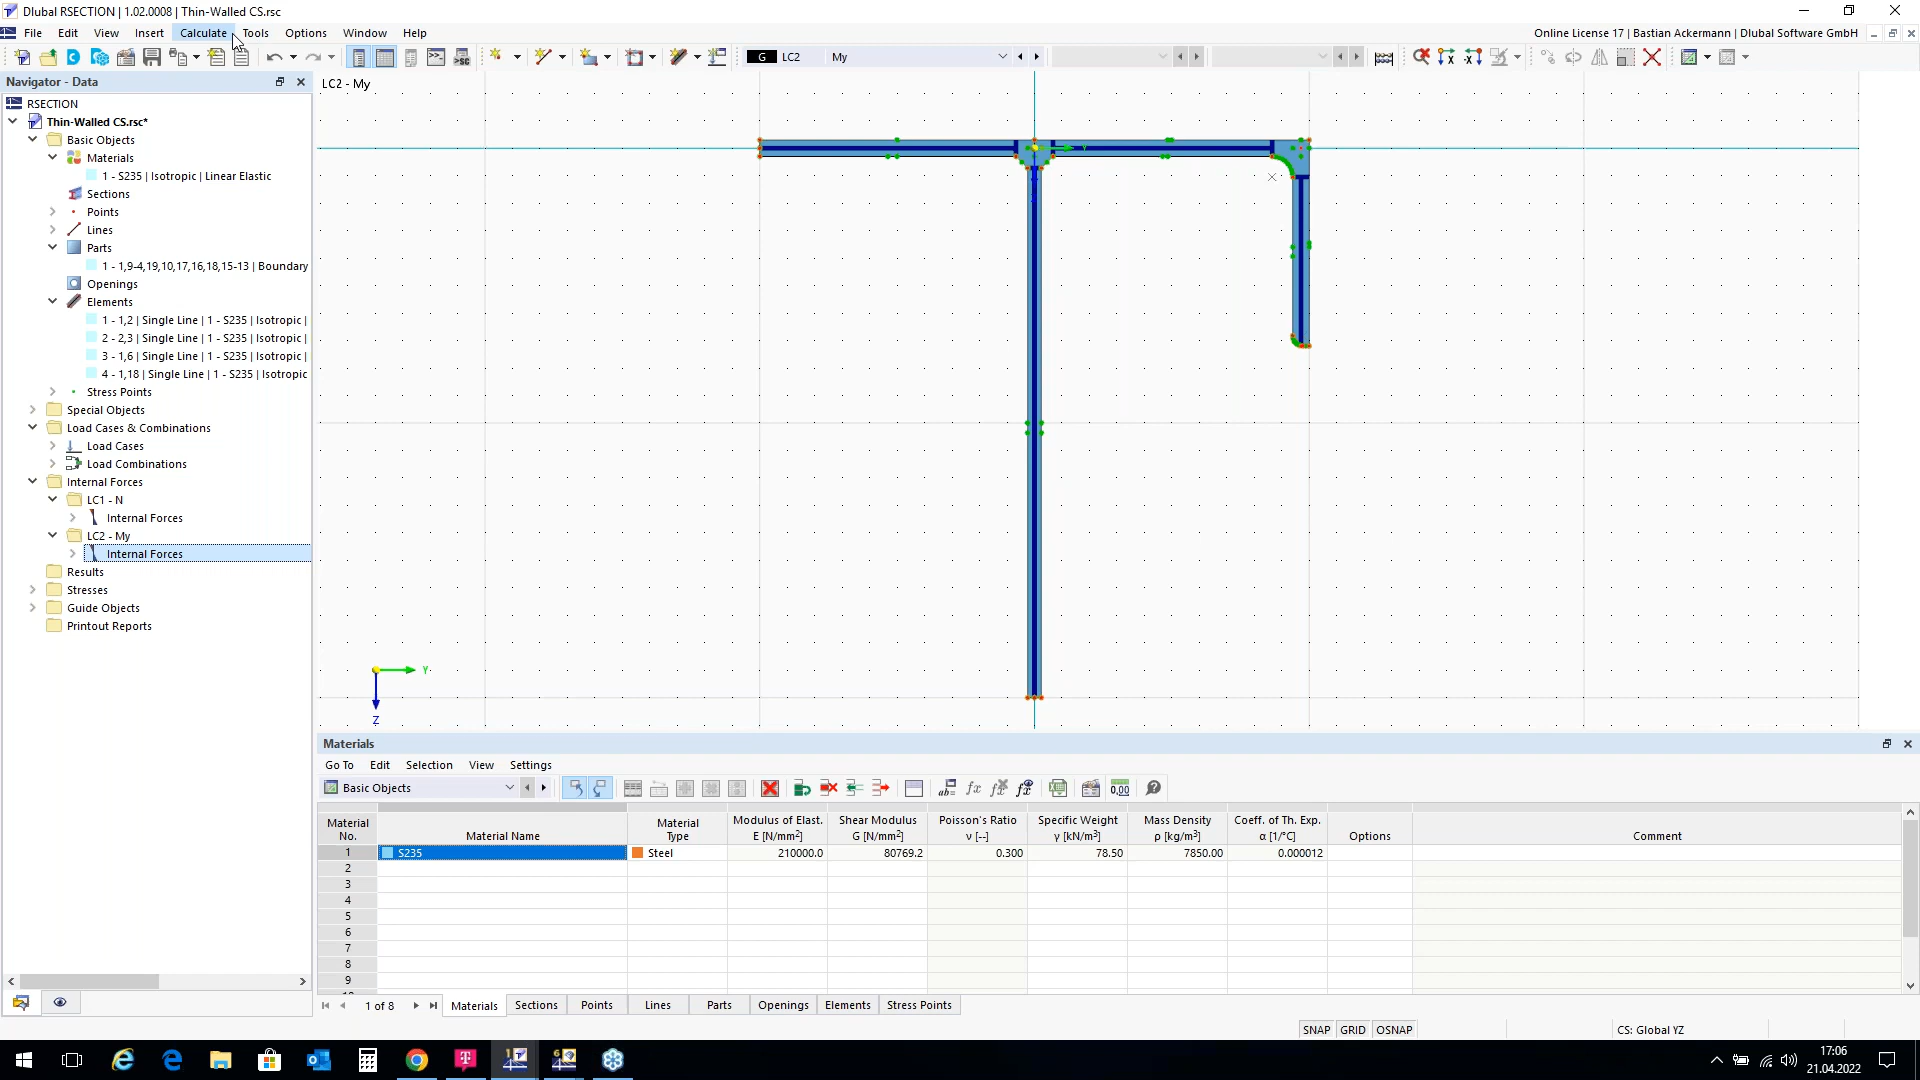 Dlubal RSECTION | 1.02.0008 | Thin-Walled CS.rsc
File Edit View Insert Calculate Tools Options Window Help
Online License 17 | Bastian Ackermann | Dlubal Software GmbH
G LC2 My
Navigator - Data
LC2 - My
RSECTION
Thin-Walled CS.rsc*
Basic Objects
Materials
1 - S235 | Isotropic | Linear Elastic
Sections
Points
Lines
Parts
1 - 1,9-4,19,10,17,16,18,15-13 | Boundary
Openings
Elements
1 - 1,2 | Single Line | 1 - S235 | Isotropic |
2 - 2,3 | Single Line | 1 - S235 | Isotropic |
3 - 1,6 | Single Line | 1 - S235 | Isotropic |
4 - 1,18 | Single Line | 1 - S235 | Isotropic
Stress Points
Special Objects
Load Cases & Combinations
Load Cases
Load Combinations
Internal Forces
LC1 - N
Internal Forces
LC2 - My
Internal Forces
Results
Stresses
Guide Objects
Printout Reports
Y
Z
Materials
Go To Edit Selection View Settings
Basic Objects
Material No. Material Name Material Type Modulus of Elast. E [N/mm²] Shear Modulus G [N/mm²] Poisson's Ratio ν [--] Specific Weight γ [kN/m³] Mass Density ρ [kg/m³] Coeff. of Th. Exp. α [1/°C] Options Comment
1 S235 Steel 210000.0 80769.2 0.300 78.50 7850.00 0.000012
2
3
4
5
6
7
8
9
1 of 8 Materials Sections Points Lines Parts Openings Elements Stress Points
SNAP GRID OSNAP CS: Global YZ
17:06
21.04.2022